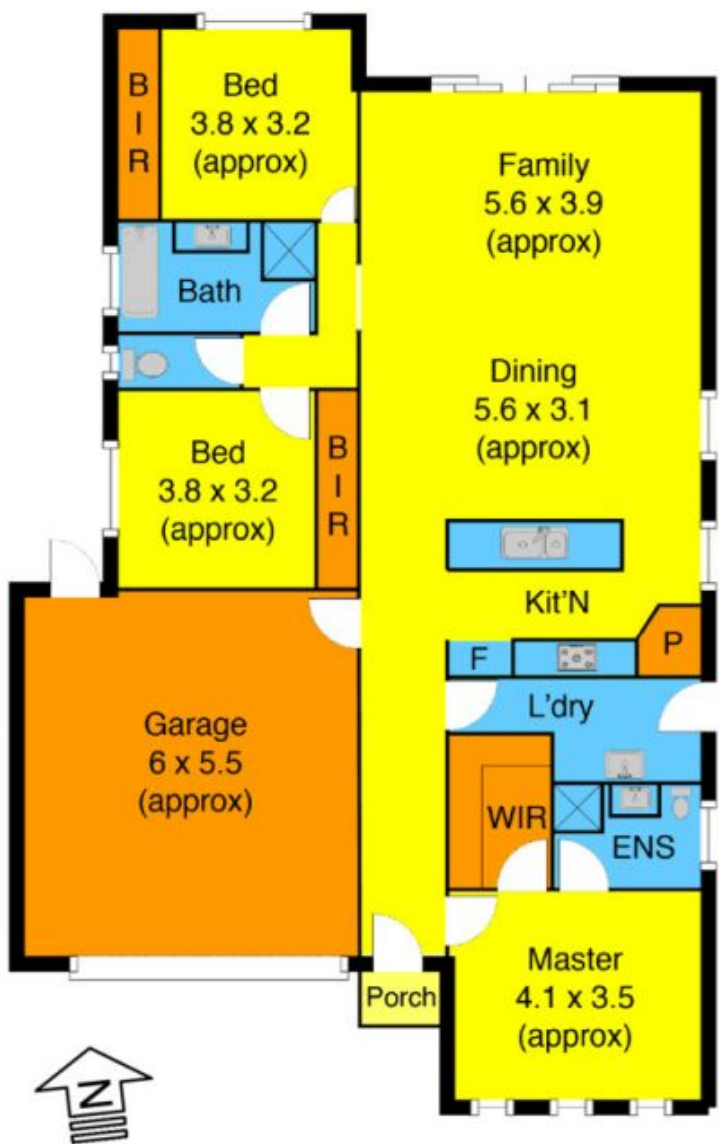 B
I
R
Bed
3.8 x 3.2
(approx)
Family
5.6 x 3.9
(approx)
Bath
Dining
5.6 x 3.1
(approx)
Bed
3.8 x 3.2
(approx)
B
I
R
Kit'N
F
P
L'dry
Garage
6 x 5.5
(approx)
WIR
ENS
Master
4.1 x 3.5
(approx)
Porch
N